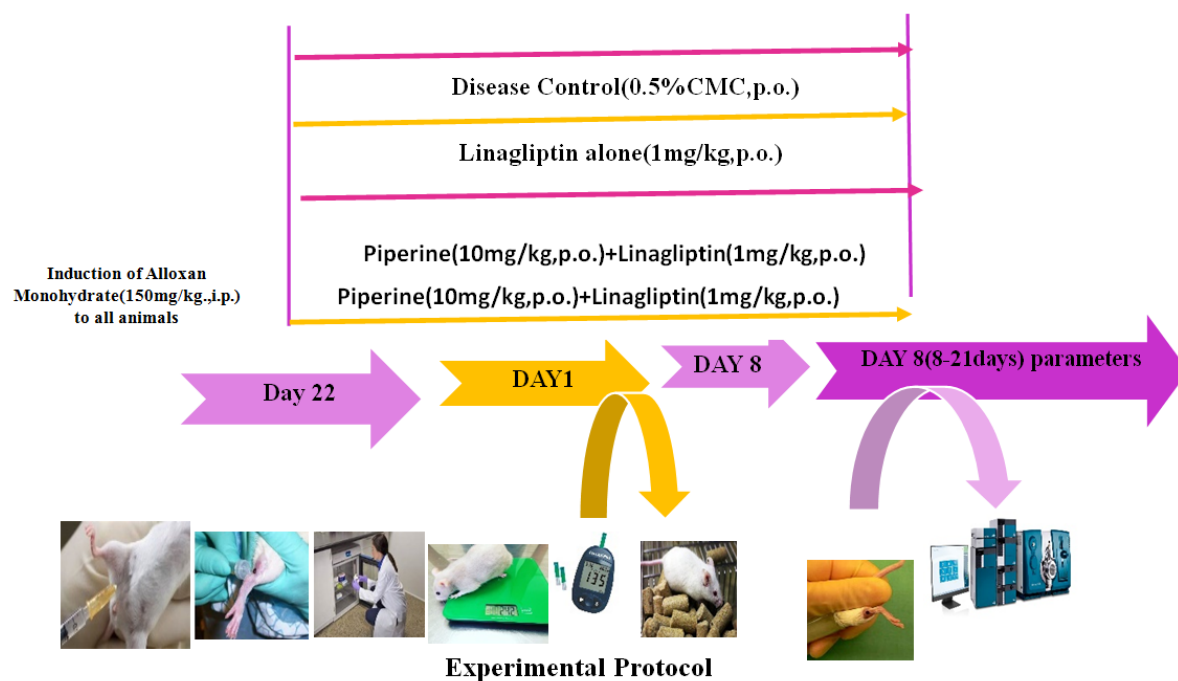 Disease Control(0.5%CMC,p.o.)
Linagliptin alone(1mg/kg,p.o.)
Piperine(10mg/kg,p.o.)+Linagliptin(1mg/kg,p.o.)
Piperine(10mg/kg,p.o.)+Linagliptin(1mg/kg,p.o.)
Induction of Alloxan
Monohydrate(150mg/kg.,i.p.)
to all animals
Day 22
DAY1
DAY 8
DAY 8(8-21days) parameters
135
Experimental Protocol